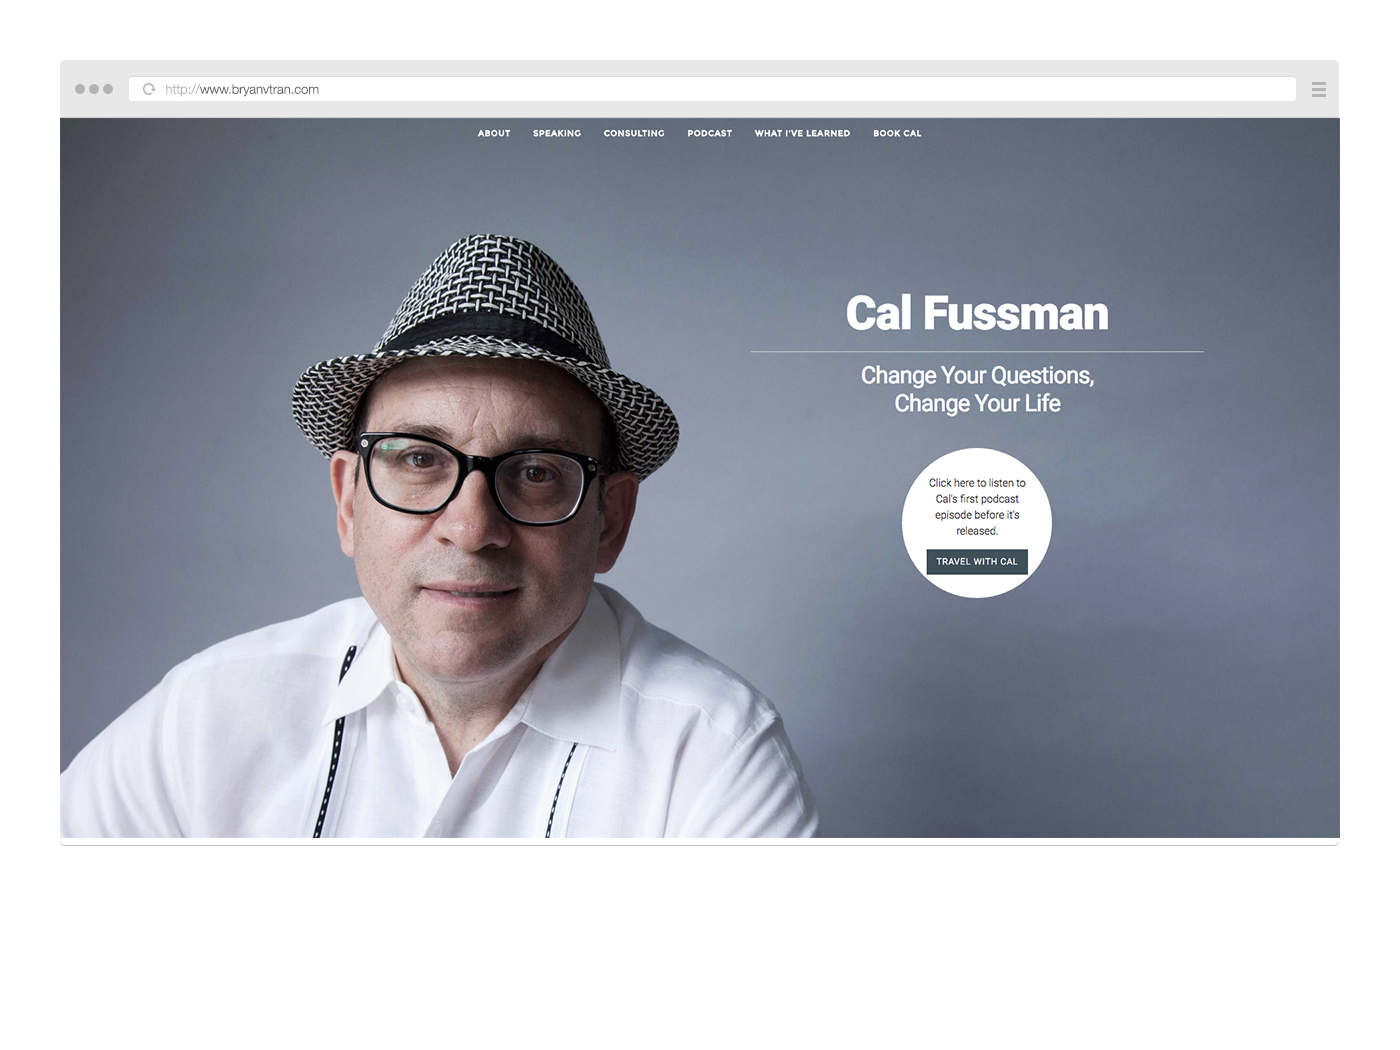 http://www.bryanvtran.com
ABOUT SPEAKING CONSULTING PODCAST WHAT I'VE LEARNED BOOK CAL
Cal Fussman
Change Your Questions,
Change Your Life
Click here to listen to
Cal's first podcast
episode before it's
released.
TRAVEL WITH CAL